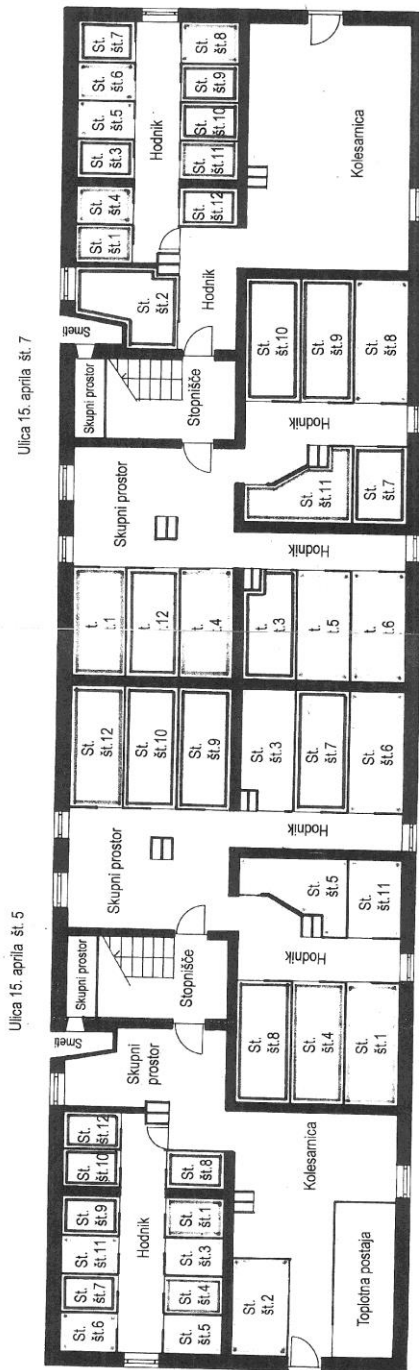 Ulica 15. aprila št. 5
Ulica 15. aprila št. 7
St.
št.6
St.
št.7
St.
št.11
St.
št.9
St.
št.10
St.
št.12
Hodnik
St.
št.5
St.
št.4
St.
št.3
St.
št.1
St.
št.8
Skupni
prostor
Smeti
Skupni prostor
Stopnišče
Skupni prostor
St.
št.12
St.
št.10
St.
št.9
St.
št.2
Toplotna postaja
Kolesarnica
St.
št.8
St.
št.4
St.
št.1
Hodnik
St.
št.5
St.
št.11
Hodnik
St.
št.3
St.
št.7
St.
št.6
t.
t.1
t.
t.12
t.
t.4
t.
t.3
t.
t.5
t.
t.6
Skupni prostor
Hodnik
St.
št.11
St.
št.7
Hodnik
Skupni prostor
Smeti
Stopnišče
St.
št.2
Hodnik
St.
št.10
St.
št.9
St.
št.8
St.
št.1
St.
št.4
St.
št.3
St.
št.5
St.
št.6
St.
št.7
Hodnik
St.
št.12
St.
št.11
St.
št.10
St.
št.9
St.
št.8
Kolesarnica